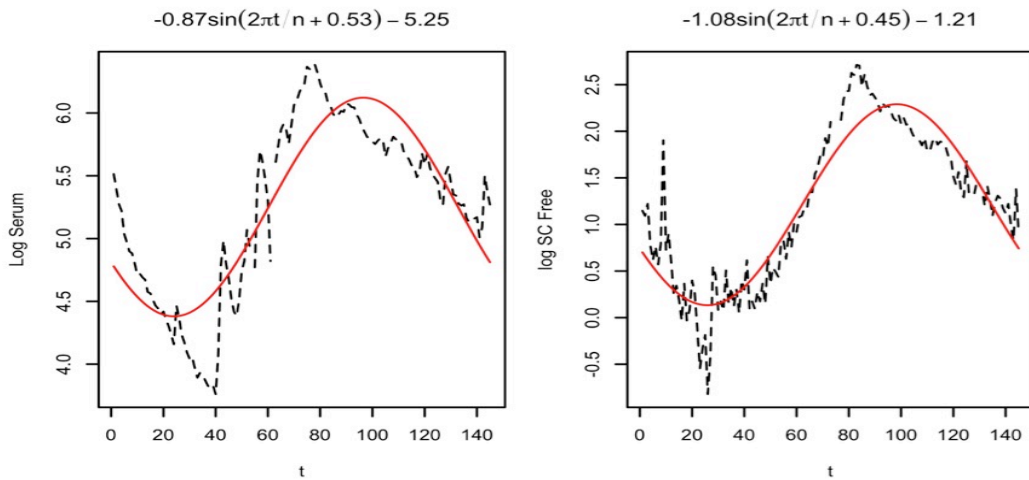 -0.87sin(2πt/n + 0.53) − 5.25
6.0
5.5
5.0
4.5
4.0
Log Serum
0 20 40 60 80 100 120 140
t
-1.08sin(2πt/n + 0.45) − 1.21
2.5
2.0
1.5
1.0
0.5
0.0
-0.5
log SC Free
0 20 40 60 80 100 120 140
t